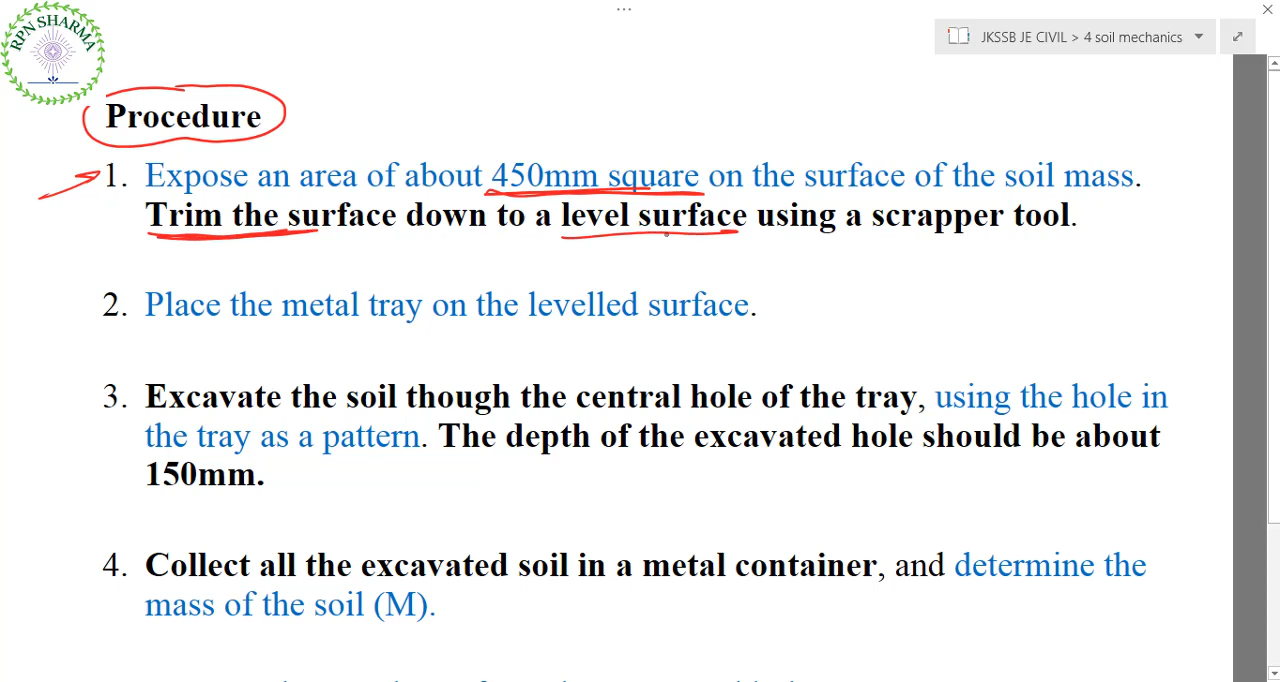 RPN SHARMA
JKSSB JE CIVIL > 4 soil mechanics
Procedure
1. Expose an area of about 450mm square on the surface of the soil mass.
Trim the surface down to a level surface using a scrapper tool.
2. Place the metal tray on the levelled surface.
3. Excavate the soil though the central hole of the tray, using the hole in
the tray as a pattern. The depth of the excavated hole should be about
150mm.
4. Collect all the excavated soil in a metal container, and determine the
mass of the soil (M).